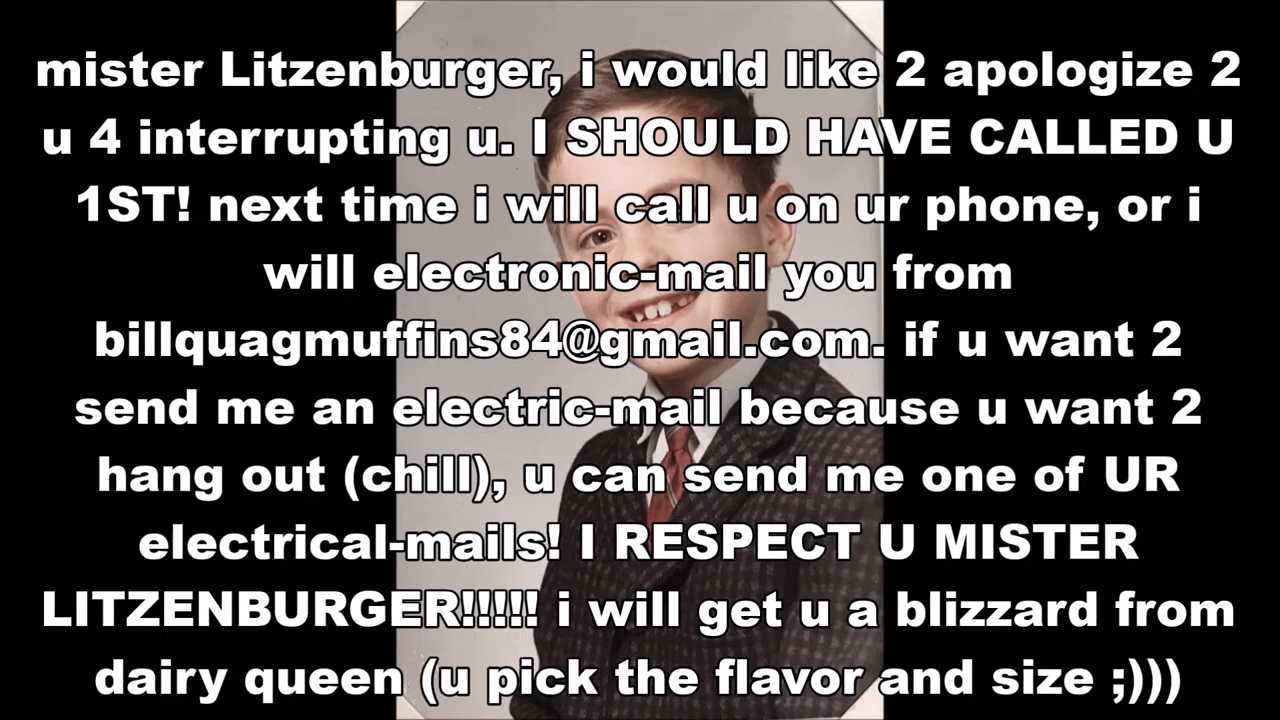 mister Litzenburger, i would like 2 apologize 2
u 4 interrupting u. I SHOULD HAVE CALLED U
1ST! next time i will call u on ur phone, or i
will electronic-mail you from
billquagmuffins84@gmail.com. if u want 2
send me an electric-mail because u want 2
hang out (chill), u can send me one of UR
electrical-mails! I RESPECT U MISTER
LITZENBURGER!!!!! i will get u a blizzard from
dairy queen (u pick the flavor and size ;)))